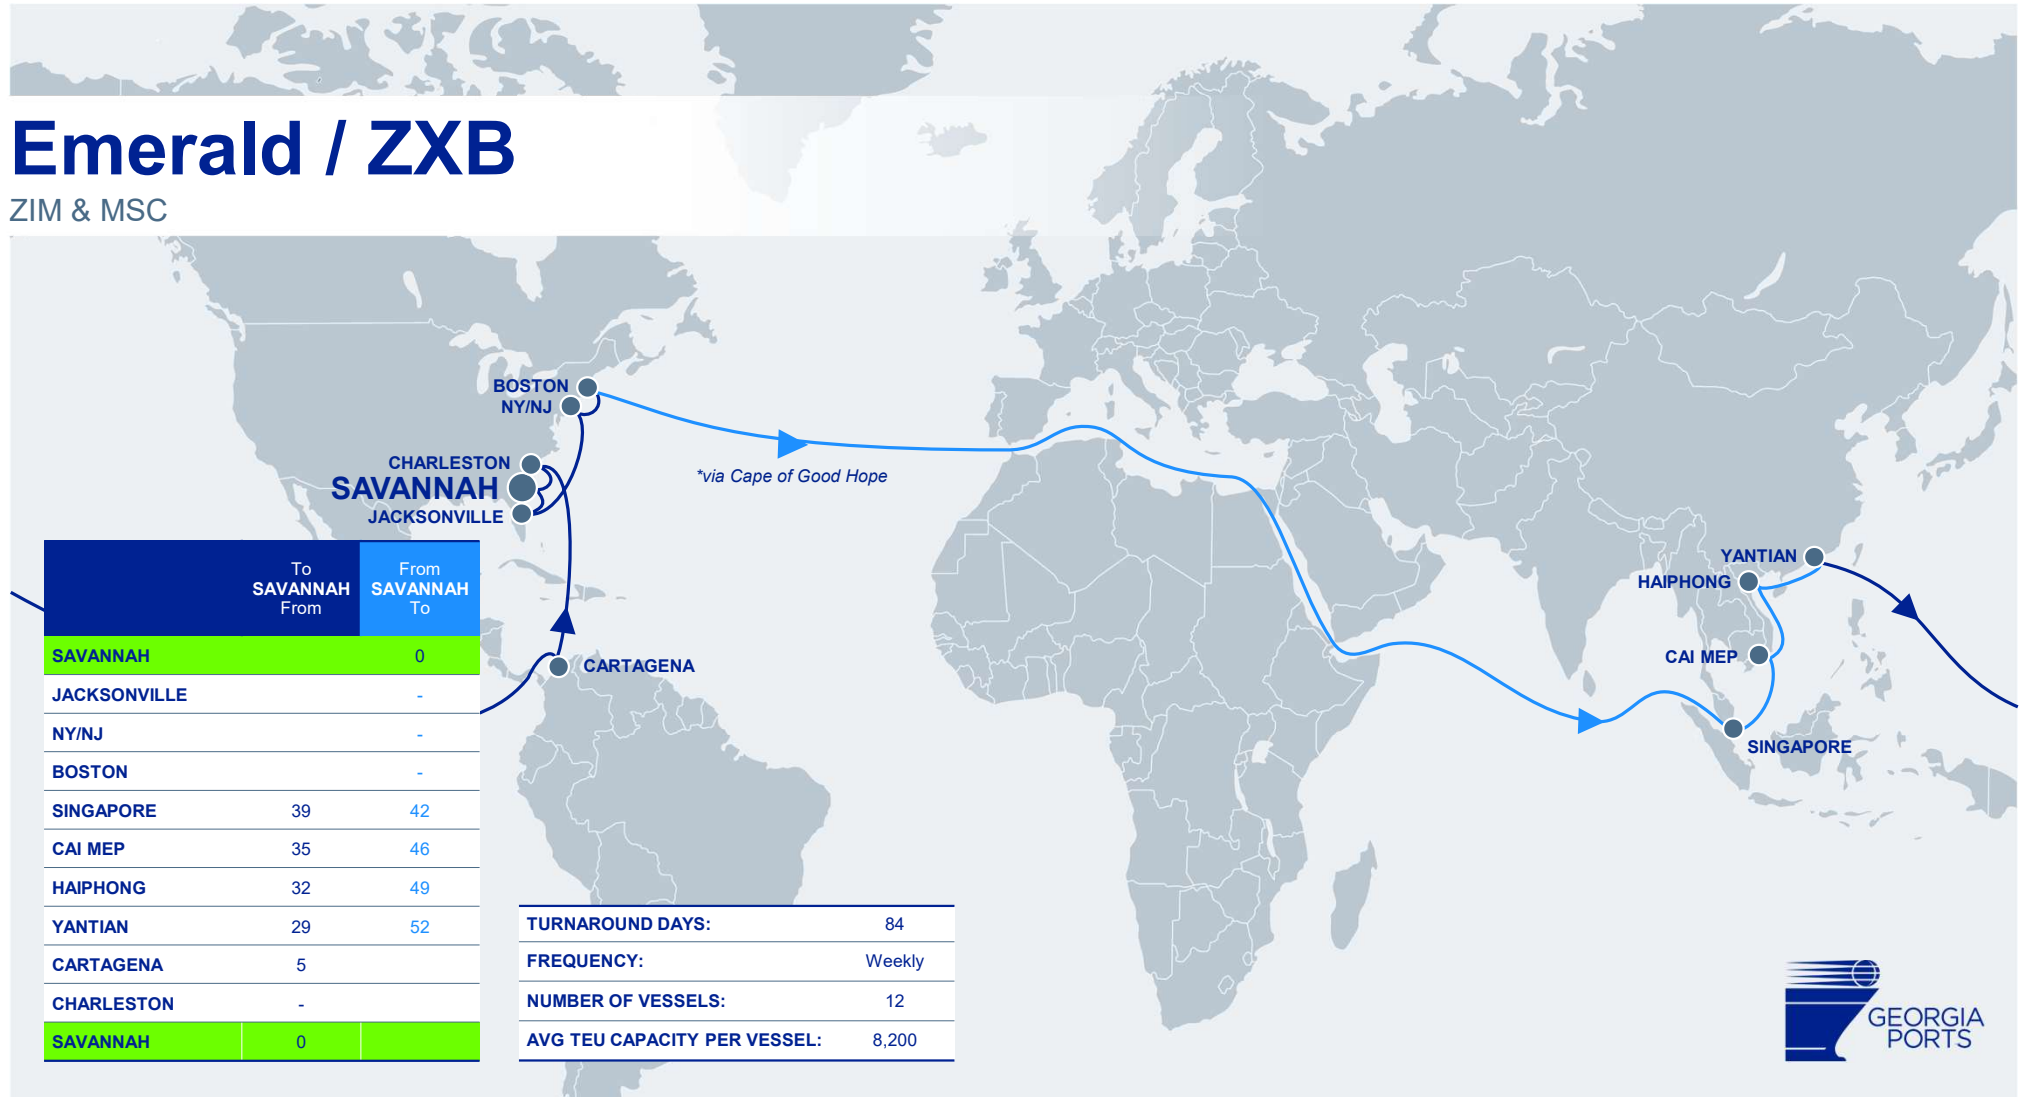 Emerald / ZXB
ZIM & MSC
BOSTON
NY/NJ
CHARLESTON
SAVANNAH
JACKSONVILLE
*via Cape of Good Hope
YANTIAN
HAIPHONG
CAI MEP
SINGAPORE
CARTAGENA
To SAVANNAH From
From SAVANNAH To
SAVANNAH 0
JACKSONVILLE -
NY/NJ -
BOSTON -
SINGAPORE 39 42
CAI MEP 35 46
HAIPHONG 32 49
YANTIAN 29 52
CARTAGENA 5
CHARLESTON -
SAVANNAH 0
TURNAROUND DAYS: 84
FREQUENCY: Weekly
NUMBER OF VESSELS: 12
AVG TEU CAPACITY PER VESSEL: 8,200
GEORGIA
PORTS